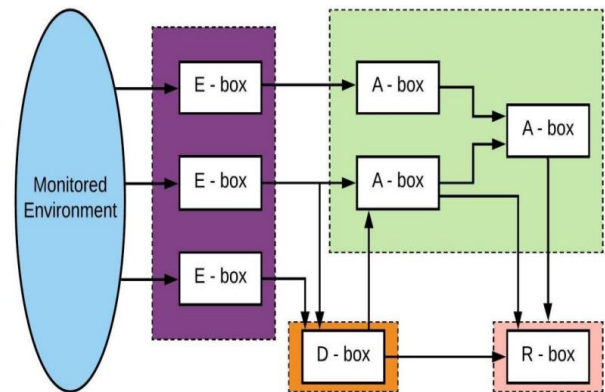 Monitored
Environment
E - box
E - box
E - box
A - box
A - box
A - box
D - box
R - box